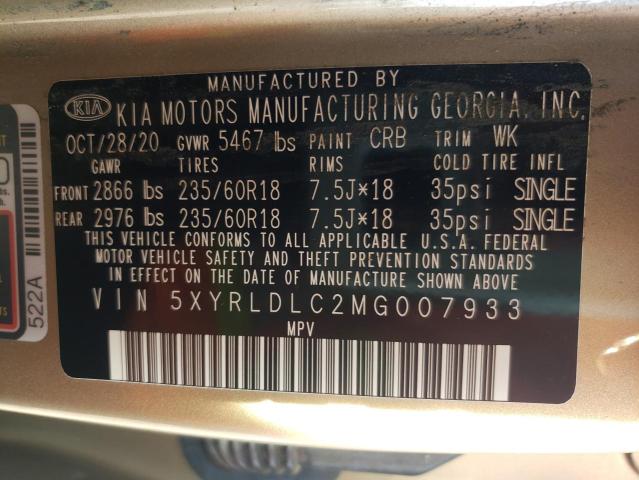 MANUFACTURED BY
KIA KIA MOTORS MANUFACTURING GEORGIA, INC.
OCT/28/20 GVWR 5467 lbs PAINT CRB TRIM WK
GAWR TIRES RIMS COLD TIRE INFL
FRONT 2866 lbs 235/60R18 7.5J*18 35psi SINGLE
REAR 2976 lbs 235/60R18 7.5J*18 35psi SINGLE
THIS VEHICLE CONFORMS TO ALL APPLICABLE U.S.A. FEDERAL
MOTOR VEHICLE SAFETY AND THEFT PREVENTION STANDARDS
IN EFFECT ON THE DATE OF MANUFACTURE SHOWN ABOVE
VIN 5XYRLDLC2MG007933
MPV
522A